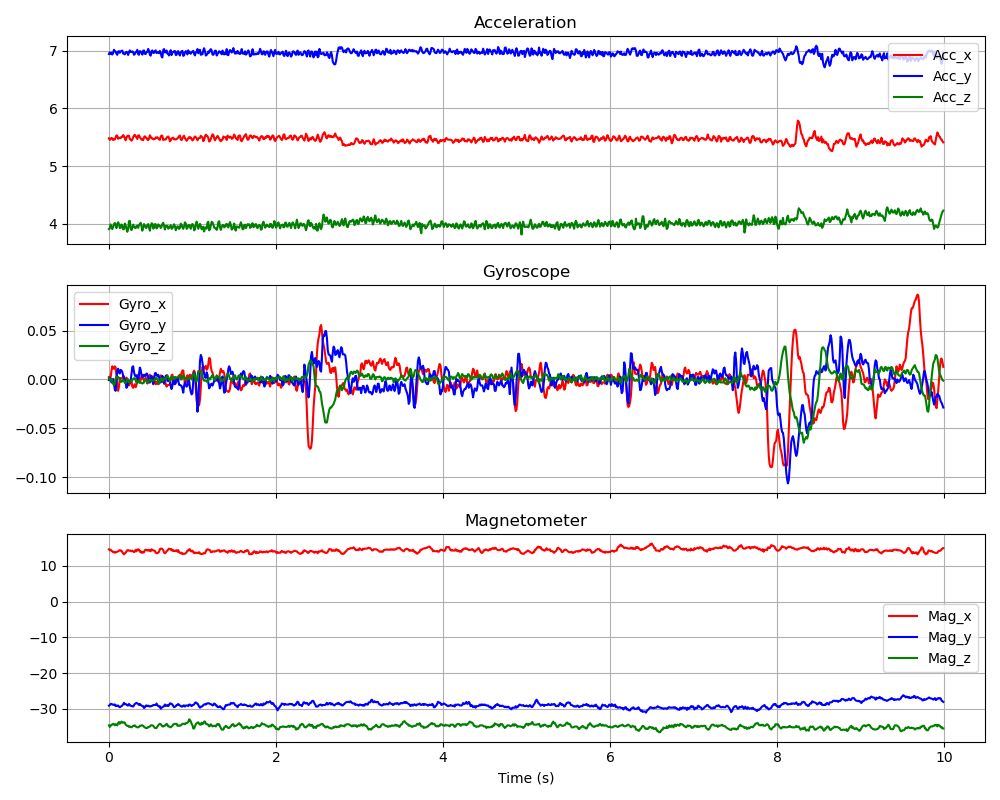 Acceleration
7
6
5
4
Acc_x
Acc_y
Acc_z
Gyroscope
0.05
0.00
−0.05
−0.10
Gyro_x
Gyro_y
Gyro_z
Magnetometer
10
0
−10
−20
−30
Mag_x
Mag_y
Mag_z
0 2 4 6 8 10
Time (s)